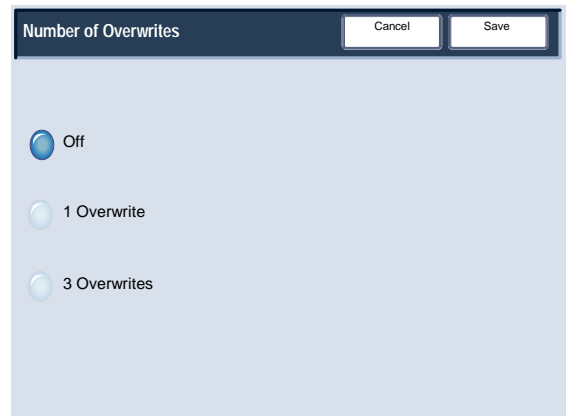 Number of Overwrites
Cancel
Save
Off
1 Overwrite
3 Overwrites